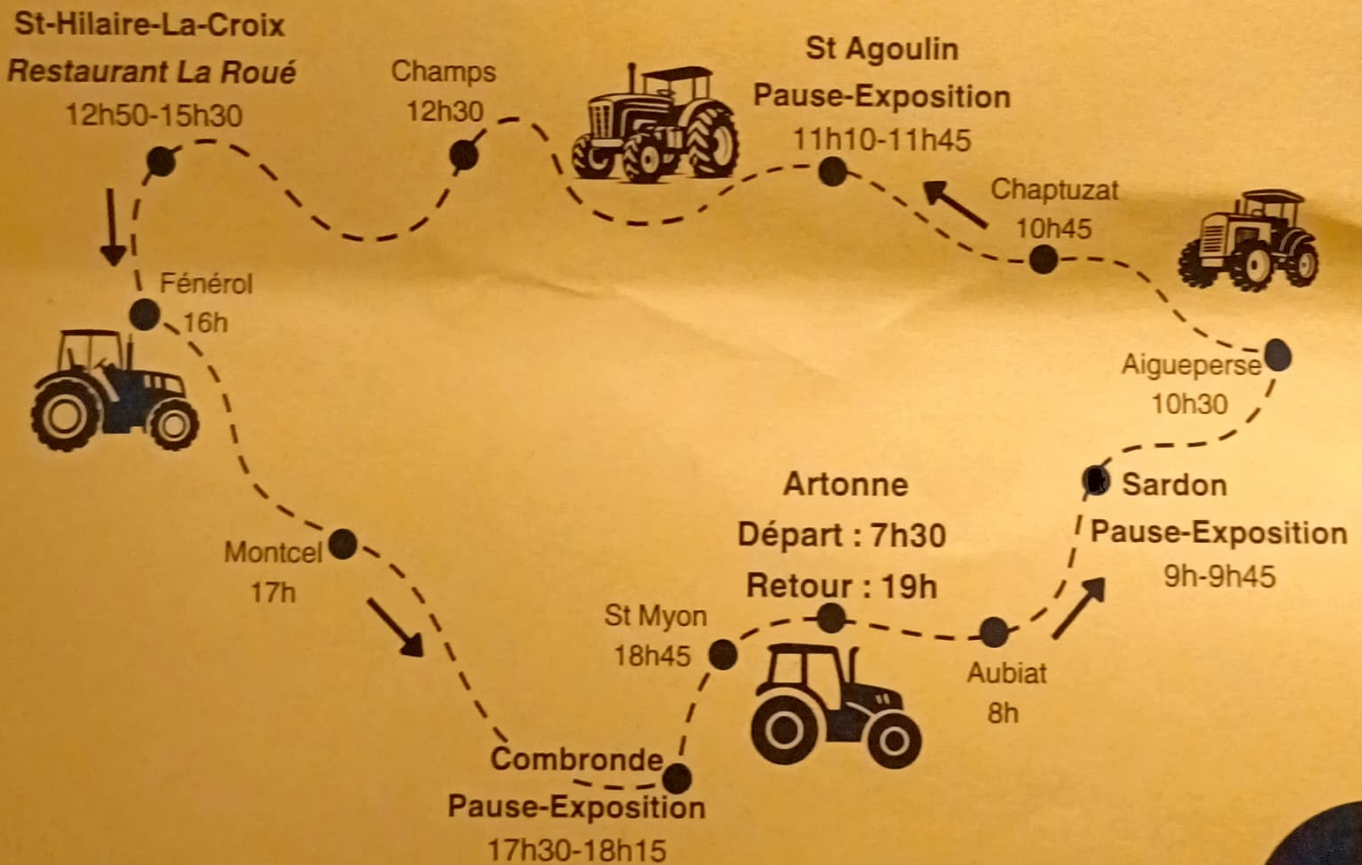 St-Hilaire-La-Croix
Restaurant La Roué
12h50-15h30
Champs
12h30
St Agoulin
Pause-Exposition
11h10-11h45
Chaptuzat
10h45
Fénérol
16h
Aigueperse
10h30
Artonne
Départ : 7h30
Retour : 19h
Sardon
Pause-Exposition
9h-9h45
Montcel
17h
St Myon
18h45
Aubiat
8h
Combronde
Pause-Exposition
17h30-18h15